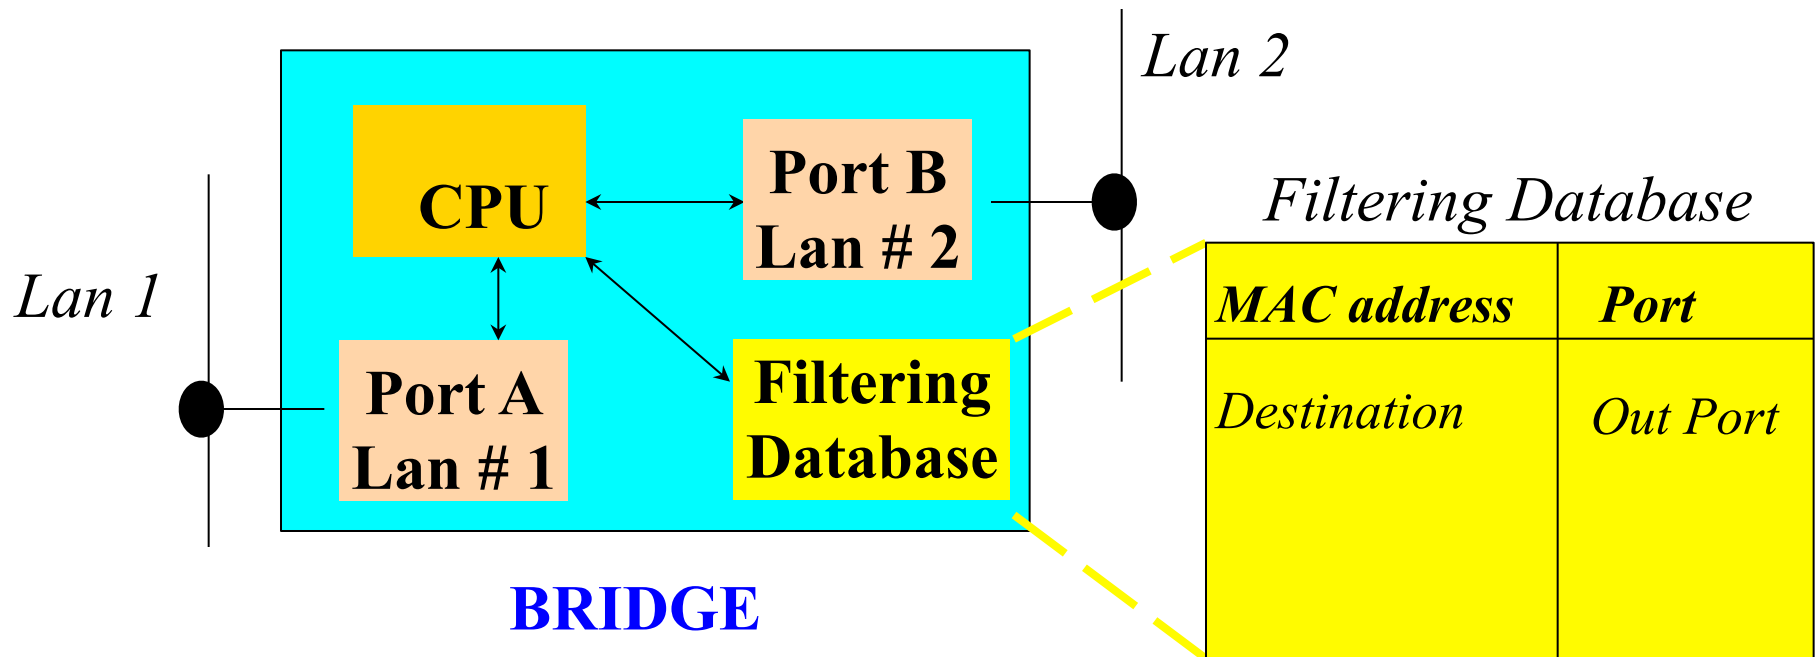 Lan 1
CPU
Port A
Lan # 1
Port B
Lan # 2
Filtering
Database
BRIDGE
Lan 2
Filtering Database
MAC address Port
Destination Out Port